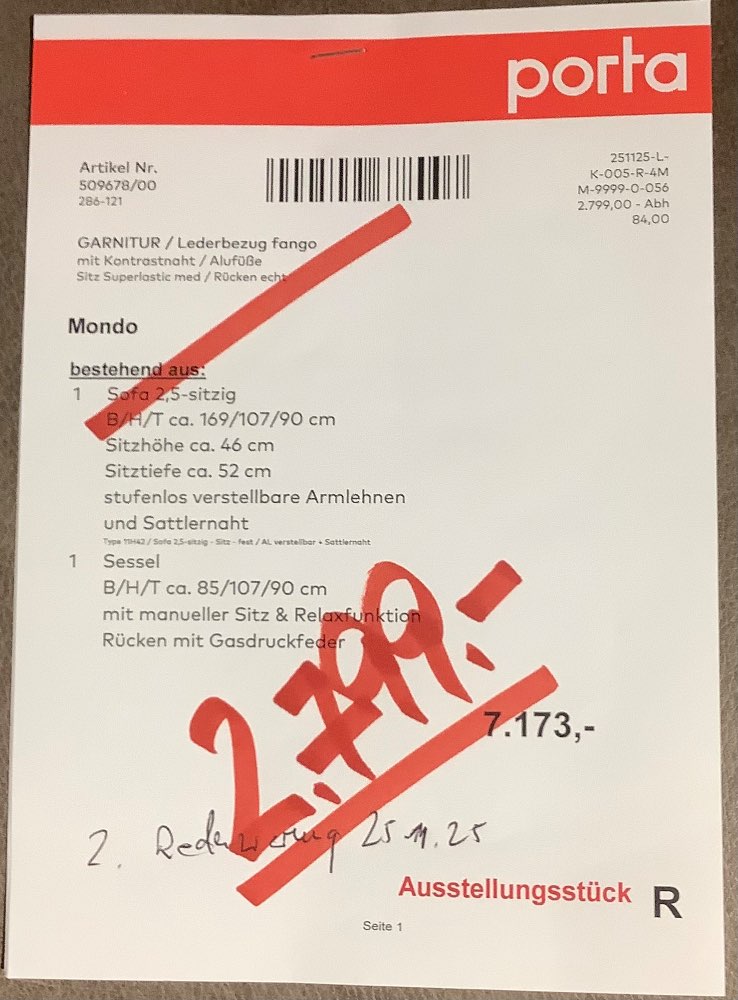 porta
Artikel Nr.
509678/00
286-121
251125-L-
K-005-R-4M
M-9999-0-056
2.799,00 - Abh
84,00
GARNITUR / Lederbezug fango
mit Kontrastnaht / Alufüße
Sitz Superlastic med / Rücken echt
Mondo
bestehend aus:
1 Sofa 2,5-sitzig
B/H/T ca. 169/107/90 cm
Sitzhöhe ca. 46 cm
Sitztiefe ca. 52 cm
stufenlos verstellbare Armlehnen
und Sattlernaht
Type 11H42 / Sofa 2,5-sitzig - Sitz - fest / AL verstellbar + Sattlernaht
1 Sessel
B/H/T ca. 85/107/90 cm
mit manueller Sitz & Relaxfunktion
Rücken mit Gasdruckfeder
2.799.-
7.173,-
2. Reduzierung 25.11.25
Ausstellungsstück R
Seite 1